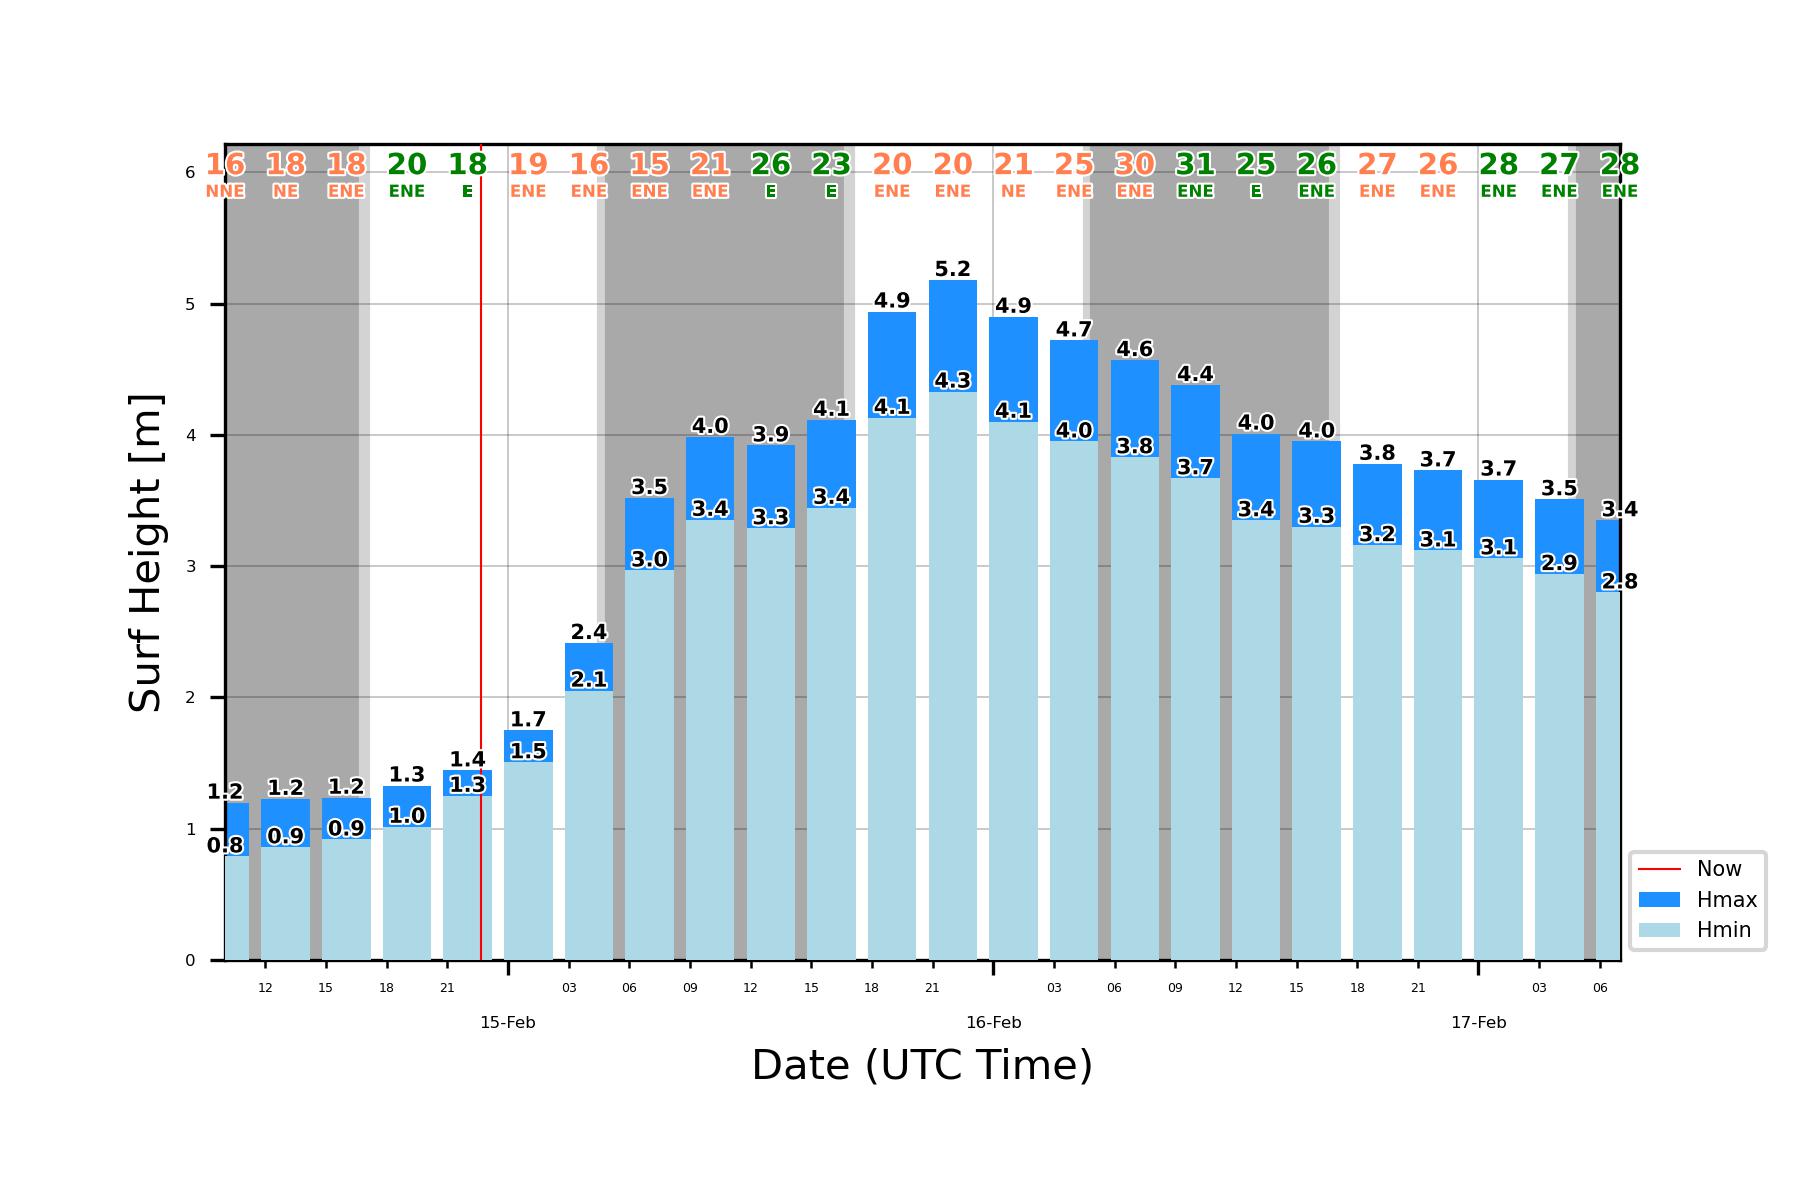 16 18 18 20 18 19 16 15 21 26 23 20 20 21 25 30 31 25 26 27 26 28 27 28
NNE NE ENE ENE E ENE ENE ENE ENE E E ENE ENE NE ENE ENE ENE E ENE ENE ENE ENE ENE ENE
6
5
4
3
2
1
0
Surf Height [m]
1.2 1.2 1.2 1.3 1.4 1.7 2.4 3.5 4.0 3.9 4.1 4.9 5.2 4.9 4.7 4.6 4.4 4.0 4.0 3.8 3.7 3.7 3.5 3.4
0.8 0.9 0.9 1.0 1.3 1.5 2.1 3.0 3.4 3.3 3.4 4.1 4.3 4.1 4.0 3.8 3.7 3.4 3.3 3.2 3.1 3.1 2.9 2.8
Now
Hmax
Hmin
12 15 18 21 03 06 09 12 15 18 21 03 06 09 12 15 18 21 03 06
15-Feb 16-Feb 17-Feb
Date (UTC Time)